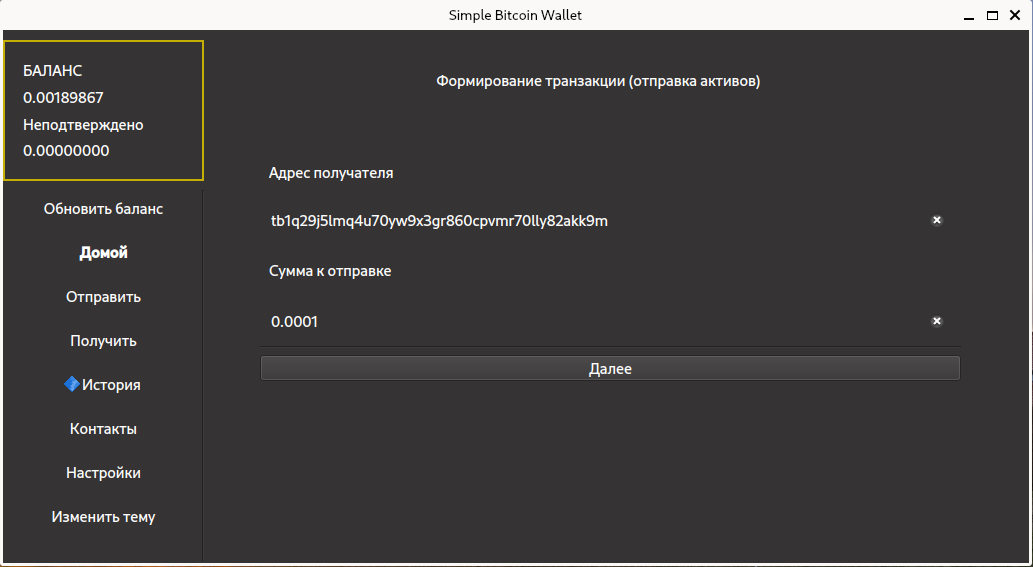 Simple Bitcoin Wallet
БАЛАНС
0.00189867
Неподтверждено
0.00000000
Обновить баланс
Домой
Отправить
Получить
История
Контакты
Настройки
Изменить тему
Формирование транзакции (отправка активов)
Адрес получателя
tb1q29j5lmq4u70yw9x3gr860cpvmr70lly82akk9m
Сумма к отправке
0.0001
Далее